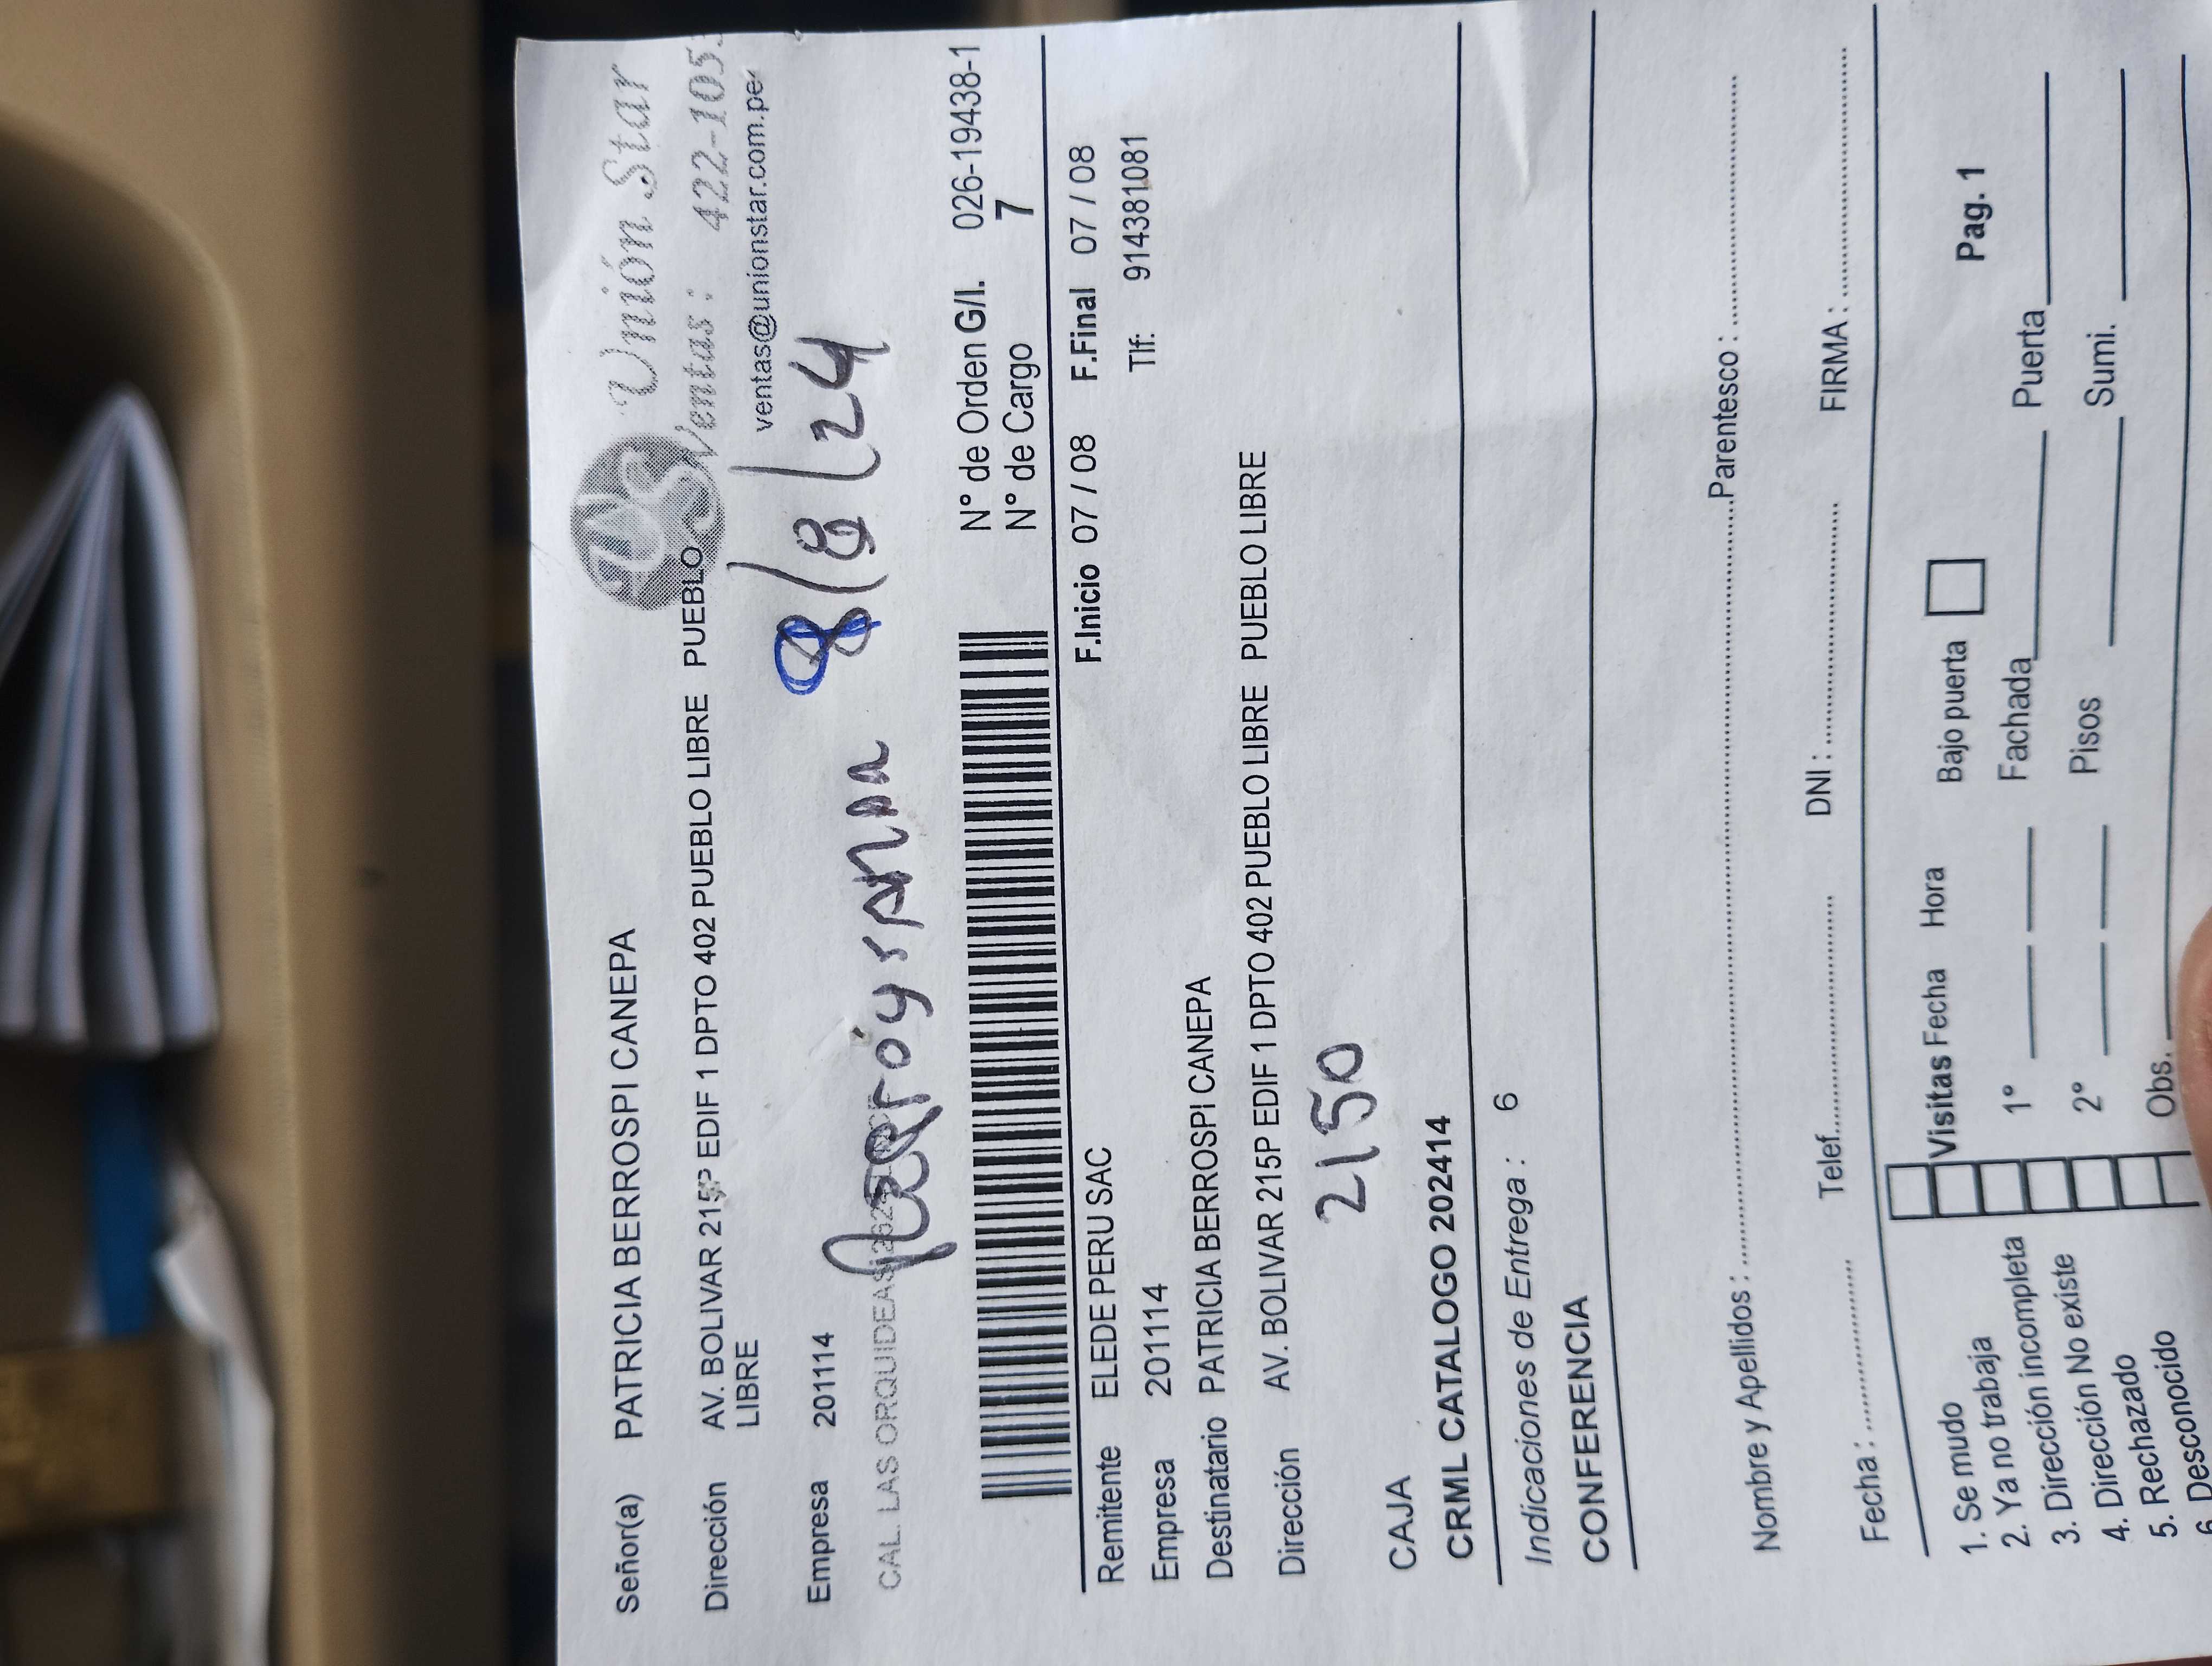 Unión Star
Ventas : 422-105
ventas@unionstar.com.pe
Señor(a) PATRICIA BERROSPI CANEPA
Dirección AV. BOLIVAR 215P EDIF 1 DPTO 402 PUEBLO LIBRE PUEBLO
LIBRE
8/8/24
Empresa 201114
CAL. LAS ORQUIDEAS
N° de Orden G/I. 026-19438-1
N° de Cargo 7
Remitente ELEDE PERU SAC F.Inicio 07 / 08 F.Final 07 / 08
Empresa 201114 Tlf: 914381081
Destinatario PATRICIA BERROSPI CANEPA
Dirección AV. BOLIVAR 215P EDIF 1 DPTO 402 PUEBLO LIBRE PUEBLO LIBRE
2150
CAJA
CRML CATALOGO 202414
Indicaciones de Entrega : 6
CONFERENCIA
Nombre y Apellidos : Parentesco :
Fecha : Telef. DNI : FIRMA :
1. Se mudo Visitas Fecha Hora Bajo puerta Pag. 1
2. Ya no trabaja 1° Fachada Puerta
3. Dirección incompleta
4. Dirección No existe 2° Pisos Sumi.
5. Rechazado
6. Desconocido Obs.